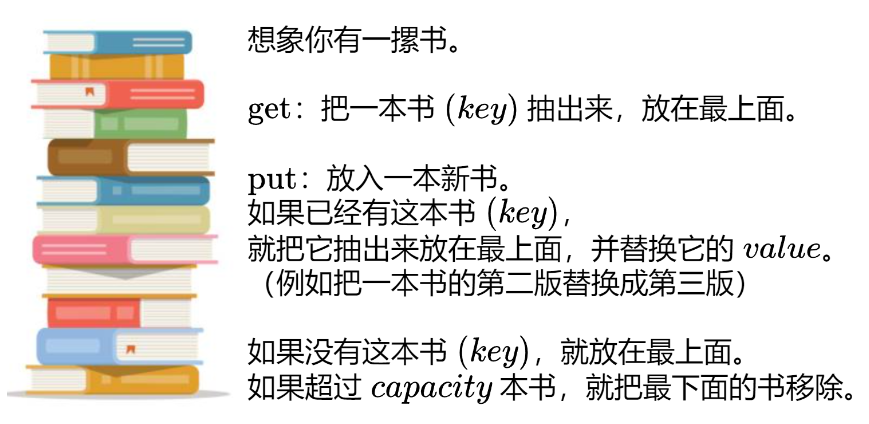 想象你有一摞书。
get：把一本书 (key) 抽出来，放在最上面。
put：放入一本新书。
如果已经有这本书 (key)，
就把它抽出来放在最上面，并替换它的 value。
（例如把一本书的第二版替换成第三版）
如果没有这本书 (key)，就放在最上面。
如果超过 capacity 本书，就把最下面的书移除。